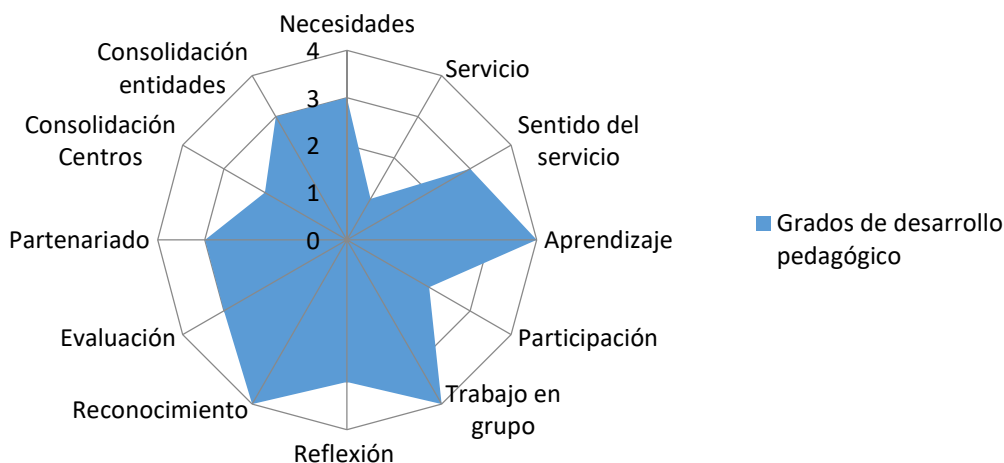 Necesidades
Servicio
Sentido del
servicio
Aprendizaje
Participación
Trabajo en
grupo
Reflexión
Reconocimiento
Evaluación
Partenariado
Consolidación
Centros
Consolidación
entidades
4
3
2
1
0
Grados de desarrollo
pedagógico